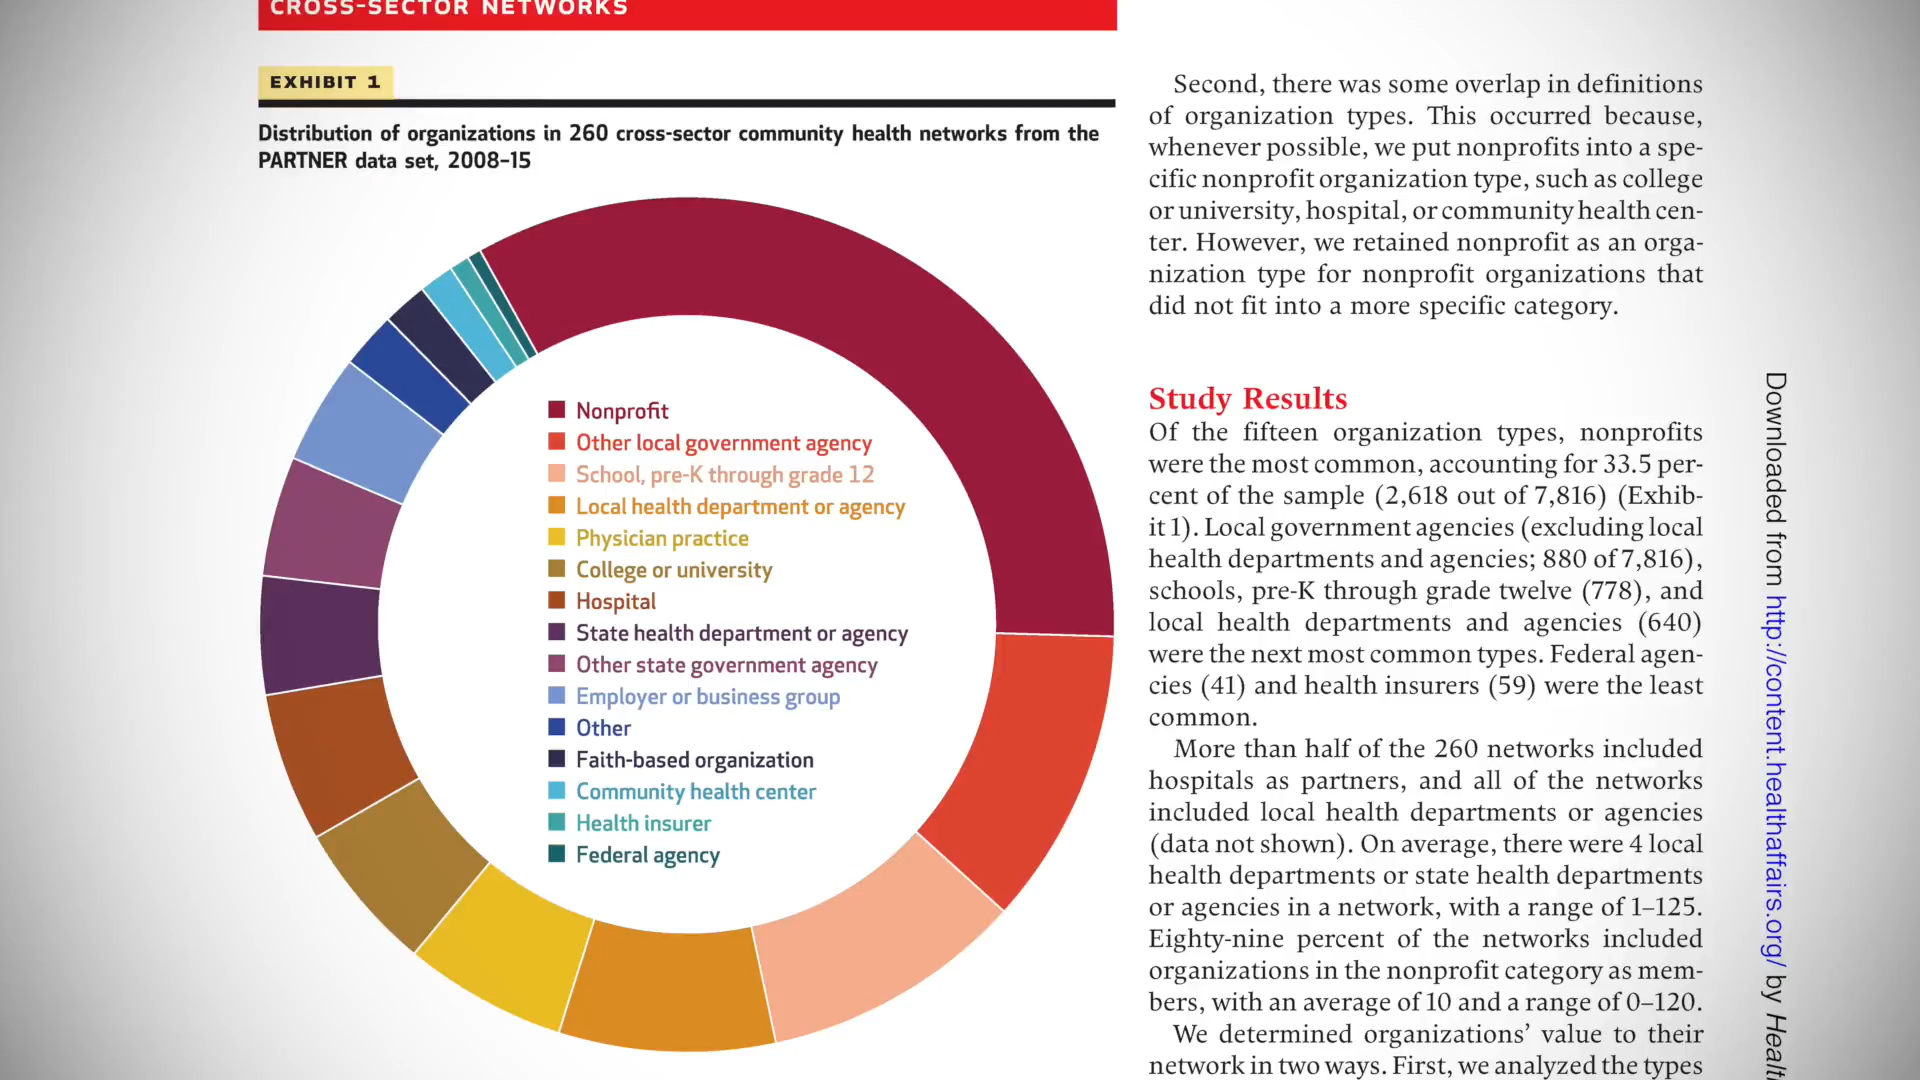 CROSS-SECTOR NETWORKS
EXHIBIT 1
Distribution of organizations in 260 cross-sector community health networks from the
PARTNER data set, 2008–15
Nonprofit
Other local government agency
School, pre-K through grade 12
Local health department or agency
Physician practice
College or university
Hospital
State health department or agency
Other state government agency
Employer or business group
Other
Faith-based organization
Community health center
Health insurer
Federal agency
Second, there was some overlap in definitions
of organization types. This occurred because,
whenever possible, we put nonprofits into a spe-
cific nonprofit organization type, such as college
or university, hospital, or community health cen-
ter. However, we retained nonprofit as an orga-
nization type for nonprofit organizations that
did not fit into a more specific category.
Study Results
Of the fifteen organization types, nonprofits
were the most common, accounting for 33.5 per-
cent of the sample (2,618 out of 7,816) (Exhib-
it 1). Local government agencies (excluding local
health departments and agencies; 880 of 7,816),
schools, pre-K through grade twelve (778), and
local health departments and agencies (640)
were the next most common types. Federal agen-
cies (41) and health insurers (59) were the least
common.
More than half of the 260 networks included
hospitals as partners, and all of the networks
included local health departments or agencies
(data not shown). On average, there were 4 local
health departments or state health departments
or agencies in a network, with a range of 1–125.
Eighty-nine percent of the networks included
organizations in the nonprofit category as mem-
bers, with an average of 10 and a range of 0–120.
We determined organizations' value to their
network in two ways. First, we analyzed the types
Downloaded from http://content.healthaffairs.org/ by Healt